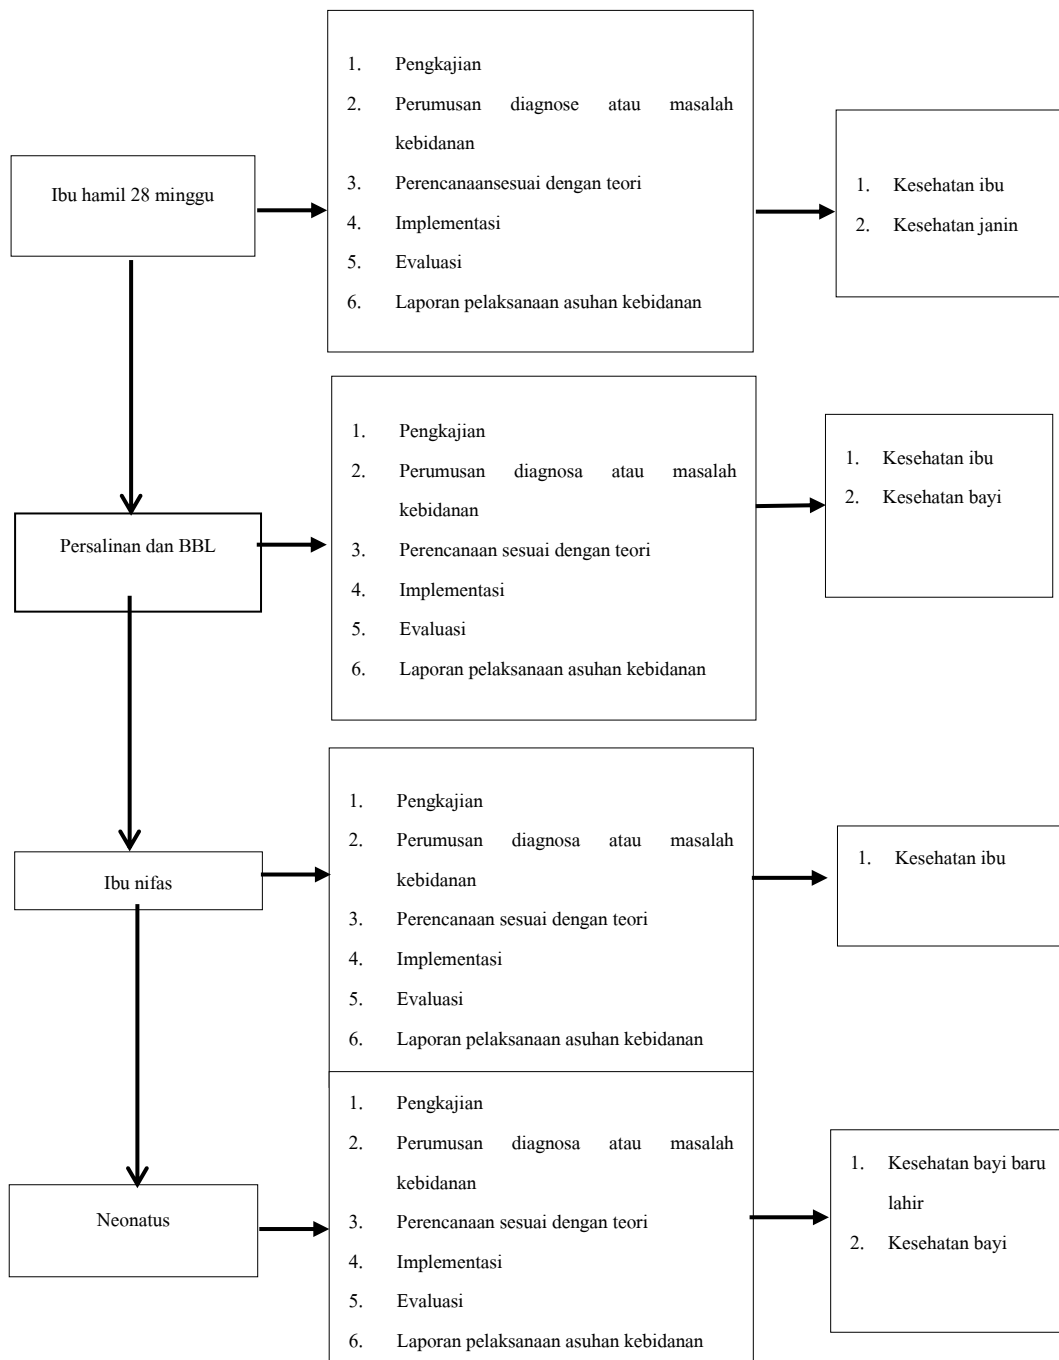 Ibu hamil 28 minggu
1. Pengkajian
2. Perumusan diagnose atau masalah
kebidanan
3. Perencanaansesuai dengan teori
4. Implementasi
5. Evaluasi
6. Laporan pelaksanaan asuhan kebidanan
1. Kesehatan ibu
2. Kesehatan janin
Persalinan dan BBL
1. Pengkajian
2. Perumusan diagnosa atau masalah
kebidanan
3. Perencanaan sesuai dengan teori
4. Implementasi
5. Evaluasi
6. Laporan pelaksanaan asuhan kebidanan
1. Kesehatan ibu
2. Kesehatan bayi
Ibu nifas
1. Pengkajian
2. Perumusan diagnosa atau masalah
kebidanan
3. Perencanaan sesuai dengan teori
4. Implementasi
5. Evaluasi
6. Laporan pelaksanaan asuhan kebidanan
1. Kesehatan ibu
Neonatus
1. Pengkajian
2. Perumusan diagnosa atau masalah
kebidanan
3. Perencanaan sesuai dengan teori
4. Implementasi
5. Evaluasi
6. Laporan pelaksanaan asuhan kebidanan
1. Kesehatan bayi baru
lahir
2. Kesehatan bayi